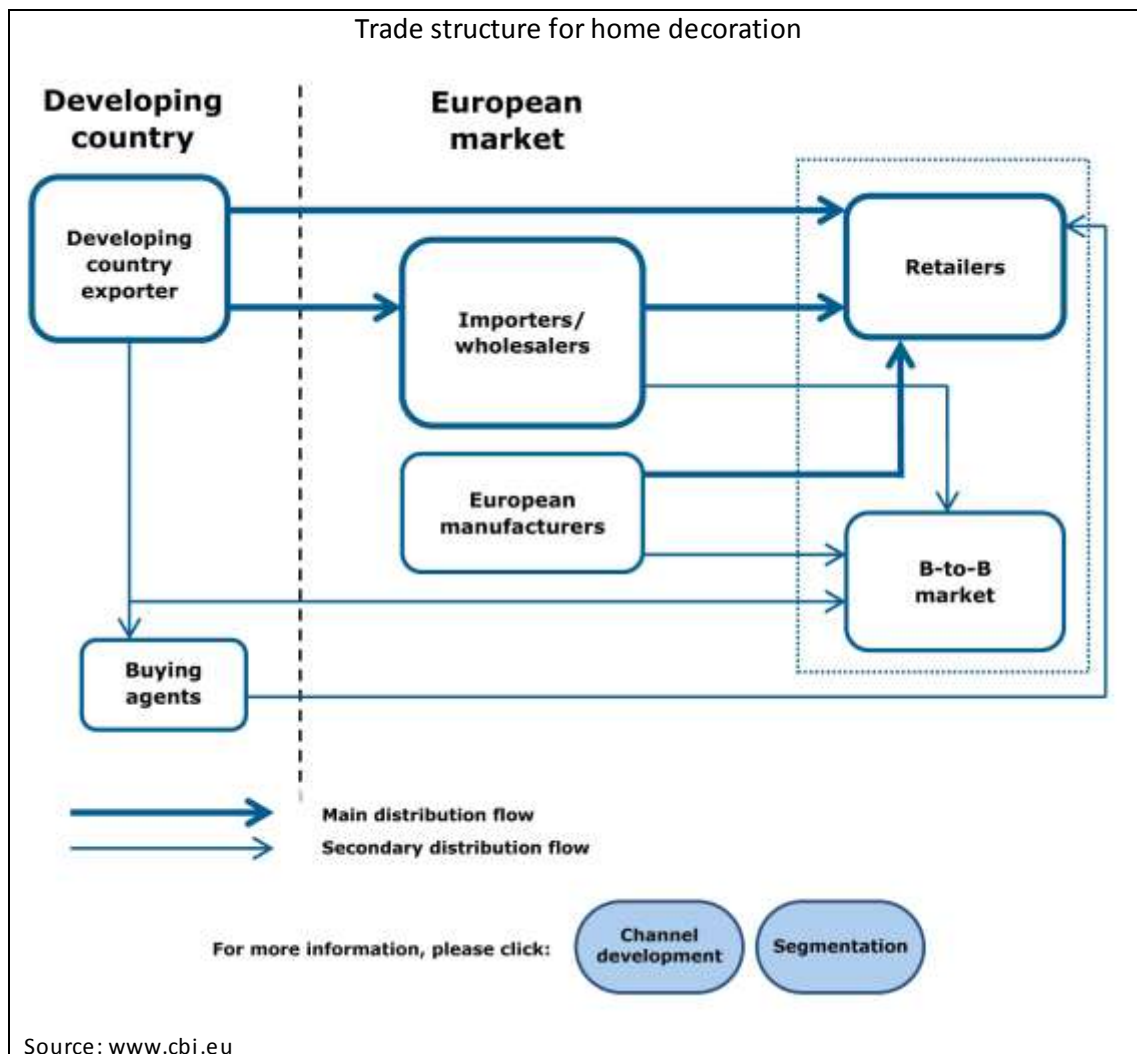 Trade structure for home decoration
Developing
country
European
market
Developing
country
exporter
Retailers
Importers/
wholesalers
European
manufacturers
B-to-B
market
Buying
agents
Main distribution flow
Secondary distribution flow
For more information, please click:
Channel
development
Segmentation
Source: www.cbi.eu